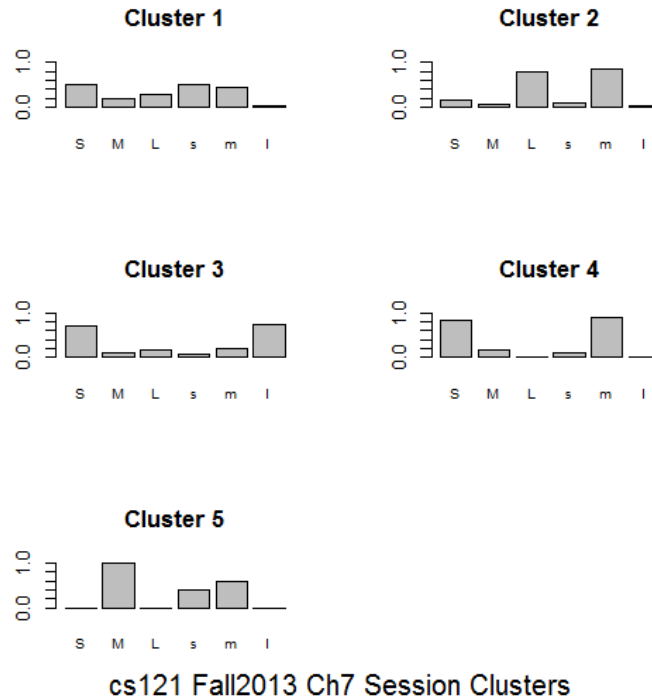 Cluster 1
Cluster 2
1.0
0.0
S M L s m l
1.0
0.0
S M L s m l
Cluster 3
Cluster 4
1.0
0.0
S M L s m l
1.0
0.0
S M L s m l
Cluster 5
1.0
0.0
S M L s m l
cs121 Fall2013 Ch7 Session Clusters